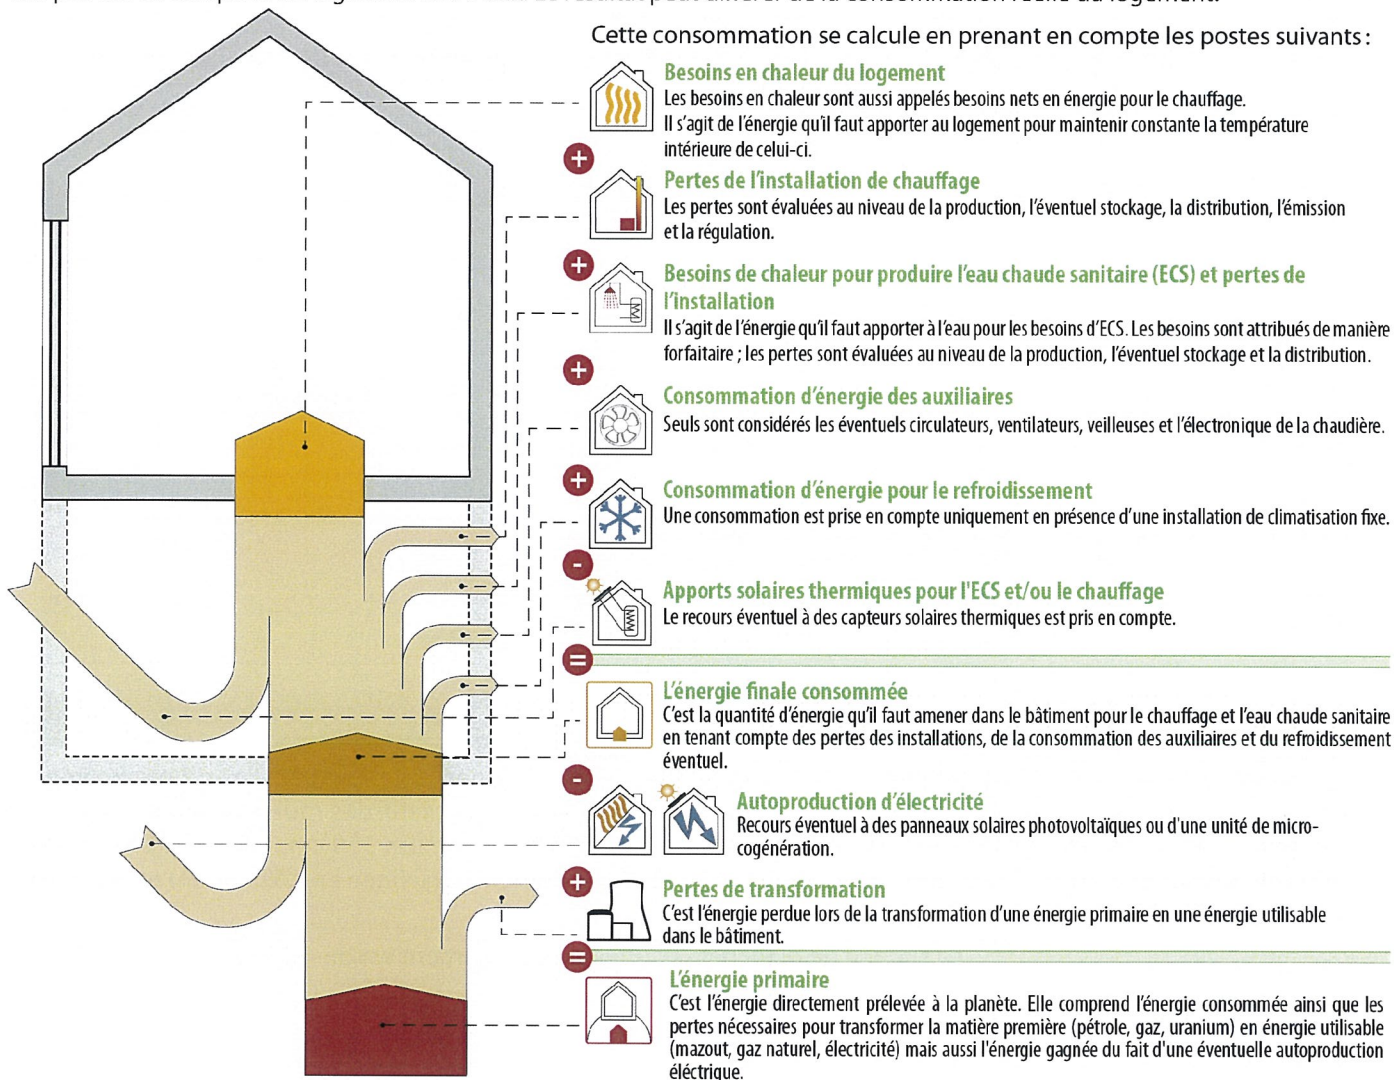 Cette consommation se calcule en prenant en compte les postes suivants :
Besoins en chaleur du logement
Les besoins en chaleur sont aussi appelés besoins nets en énergie pour le chauffage.
Il s'agit de l'énergie qu'il faut apporter au logement pour maintenir constante la température
intérieure de celui-ci.
+
Pertes de l'installation de chauffage
Les pertes sont évaluées au niveau de la production, l'éventuel stockage, la distribution, l'émission
et la régulation.
+
Besoins de chaleur pour produire l'eau chaude sanitaire (ECS) et pertes de
l'installation
Il s'agit de l'énergie qu'il faut apporter à l'eau pour les besoins d'ECS. Les besoins sont attribués de manière
forfaitaire ; les pertes sont évaluées au niveau de la production, l'éventuel stockage et la distribution.
+
Consommation d'énergie des auxiliaires
Seuls sont considérés les éventuels circulateurs, ventilateurs, veilleuses et l'électronique de la chaudière.
+
Consommation d'énergie pour le refroidissement
Une consommation est prise en compte uniquement en présence d'une installation de climatisation fixe.
-
Apports solaires thermiques pour l'ECS et/ou le chauffage
Le recours éventuel à des capteurs solaires thermiques est pris en compte.
=
L'énergie finale consommée
C'est la quantité d'énergie qu'il faut amener dans le bâtiment pour le chauffage et l'eau chaude sanitaire
en tenant compte des pertes des installations, de la consommation des auxiliaires et du refroidissement
éventuel.
-
Autoproduction d'électricité
Recours éventuel à des panneaux solaires photovoltaïques ou d'une unité de micro-
cogénération.
+
Pertes de transformation
C'est l'énergie perdue lors de la transformation d'une énergie primaire en une énergie utilisable
dans le bâtiment.
=
L'énergie primaire
C'est l'énergie directement prélevée à la planète. Elle comprend l'énergie consommée ainsi que les
pertes nécessaires pour transformer la matière première (pétrole, gaz, uranium) en énergie utilisable
(mazout, gaz naturel, électricité) mais aussi l'énergie gagnée du fait d'une éventuelle autoproduction
éléctrique.